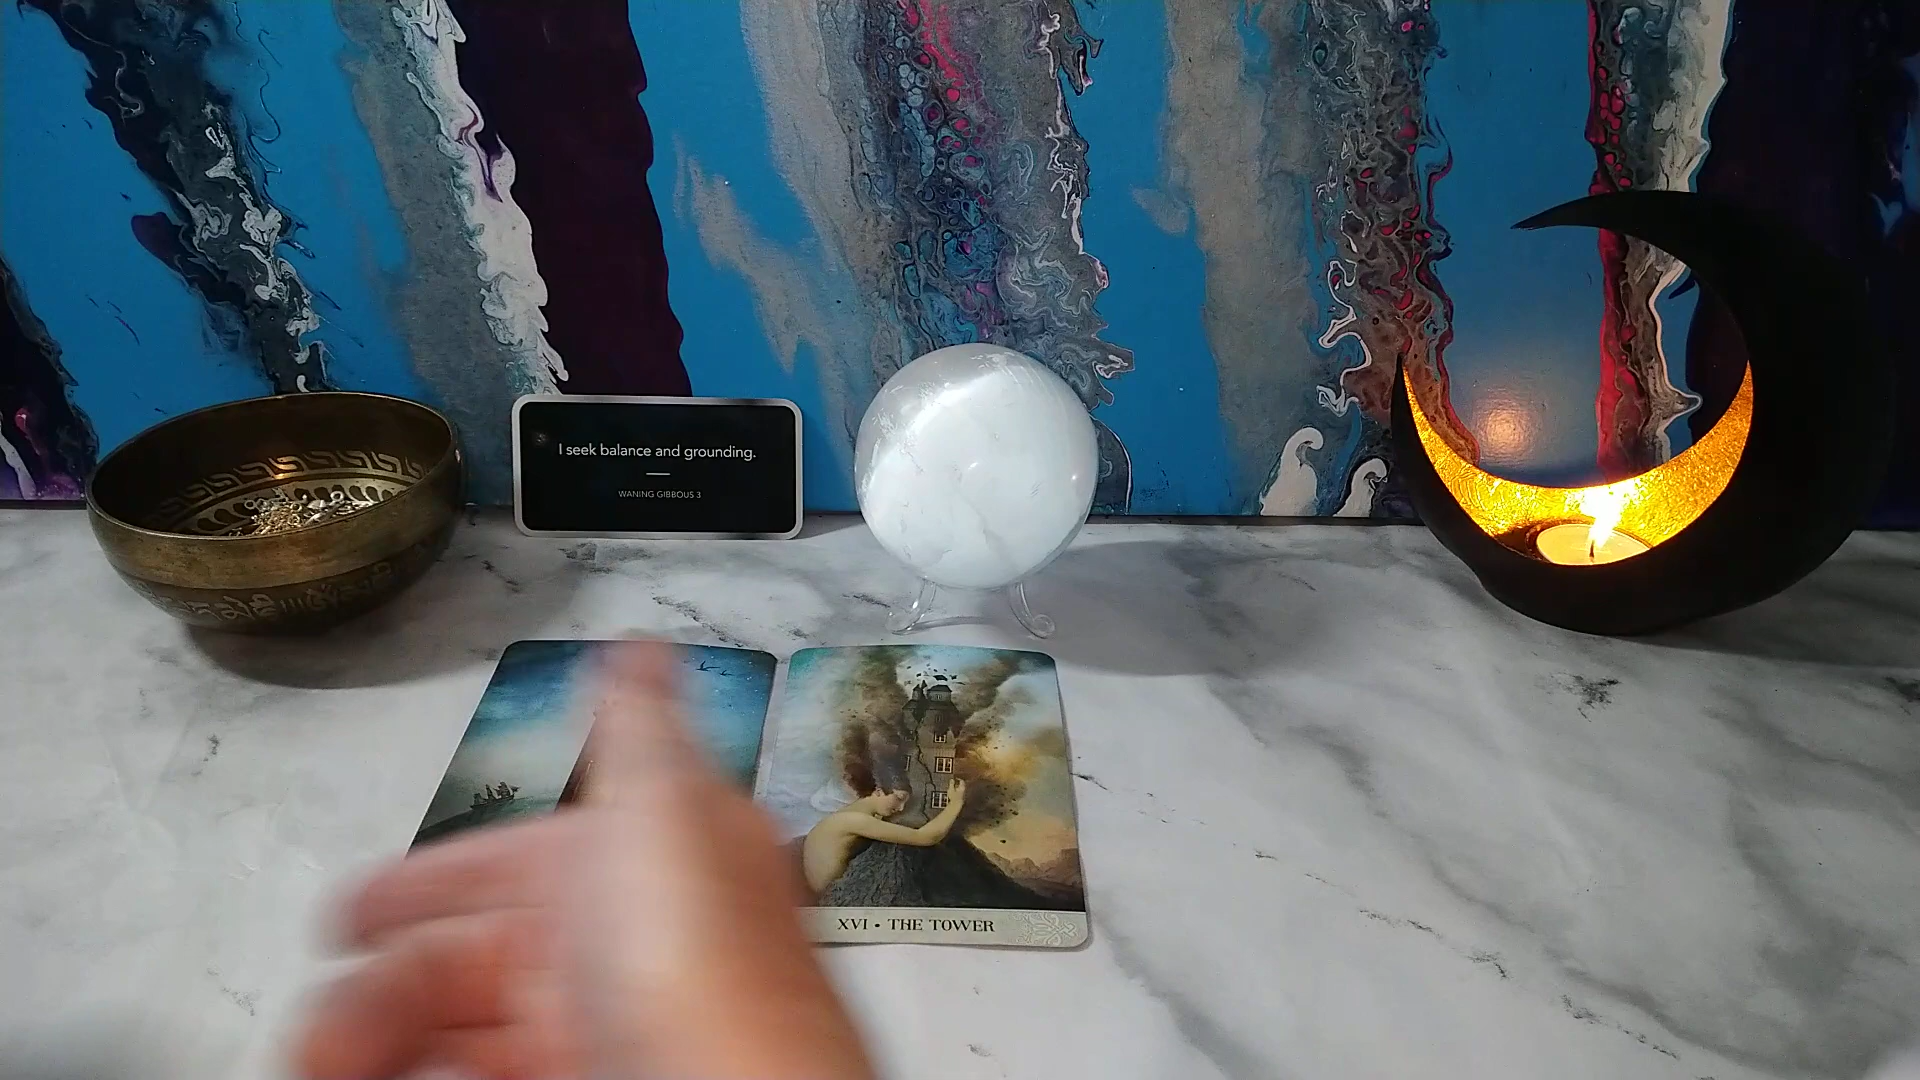 I seek balance and grounding.
WANING GIBBOUS 3
XVI • THE TOWER